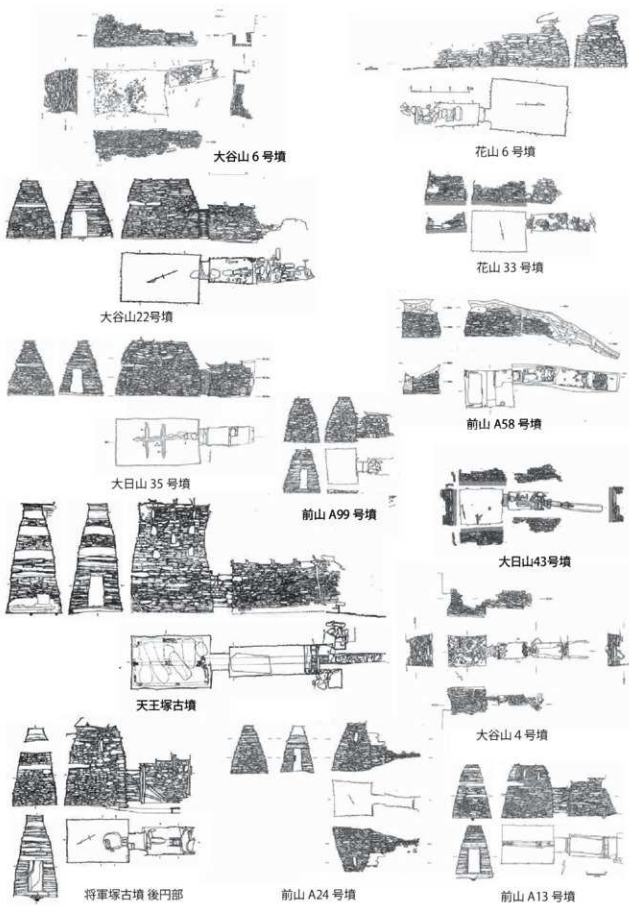 大谷山 6 号墳
花山 6 号墳
花山 33 号墳
大谷山22号墳
前山 A58 号墳
大日山 35 号墳
前山 A99 号墳
大日山43号墳
天王塚古墳
大谷山 4 号墳
将軍塚古墳 後円部
前山 A24 号墳
前山 A13 号墳